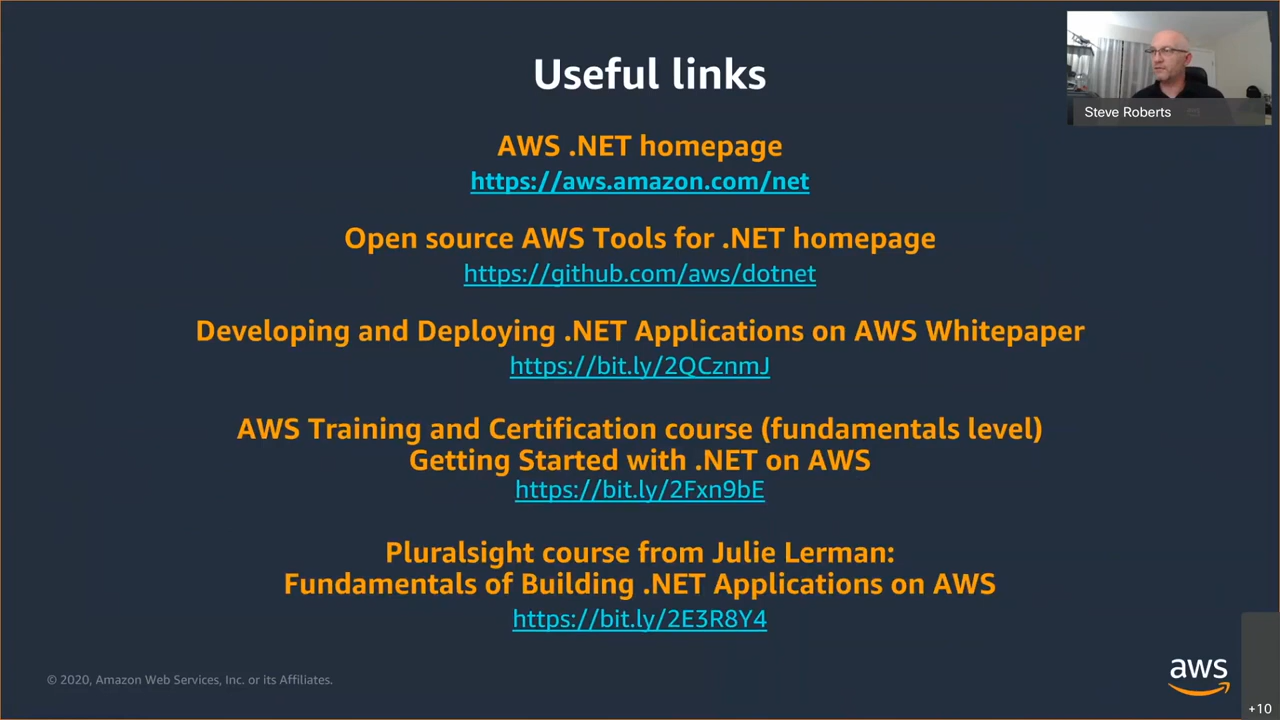 Useful links
Steve Roberts
AWS .NET homepage
https://aws.amazon.com/net
Open source AWS Tools for .NET homepage
https://github.com/aws/dotnet
Developing and Deploying .NET Applications on AWS Whitepaper
https://bit.ly/2QCznmJ
AWS Training and Certification course (fundamentals level)
Getting Started with .NET on AWS
https://bit.ly/2Fxn9bE
Pluralsight course from Julie Lerman:
Fundamentals of Building .NET Applications on AWS
https://bit.ly/2E3R8Y4
© 2020, Amazon Web Services, Inc. or its Affiliates.
aws
+10